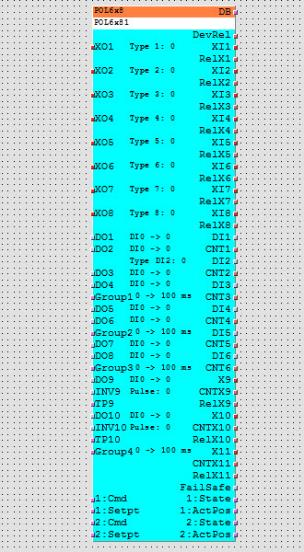 POL6x8 DB
POL6x81
DevRel
XO1 Type 1: 0 XI1
RelX1
XO2 Type 2: 0 XI2
RelX2
XO3 Type 3: 0 XI3
RelX3
XO4 Type 4: 0 XI4
RelX4
XO5 Type 5: 0 XI5
RelX5
XO6 Type 6: 0 XI6
RelX6
XO7 Type 7: 0 XI7
RelX7
XO8 Type 8: 0 XI8
RelX8
DO1 DI0 -> 0 DI1
DO2 DI0 -> 0 CNT1
Type DI2: 0 DI2
DO3 DI0 -> 0 CNT2
DO4 DI0 -> 0 DI3
Group1 0 -> 100 ms CNT3
DO5 DI0 -> 0 DI4
DO6 DI0 -> 0 CNT4
Group2 0 -> 100 ms DI5
DO7 DI0 -> 0 CNT5
DO8 DI0 -> 0 DI6
Group3 0 -> 100 ms CNT6
DO9 DI0 -> 0 X9
INV9 Pulse: 0 CNTX9
TP9 RelX9
DO10 DI0 -> 0 X10
INV10 Pulse: 0 CNTX10
TP10 RelX10
Group4 0 -> 100 ms X11
CNTX11
RelX11
FailSafe
1:Cmd 1:State
1:Setpt 1:ActPos
2:Cmd 2:State
2:Setpt 2:ActPos